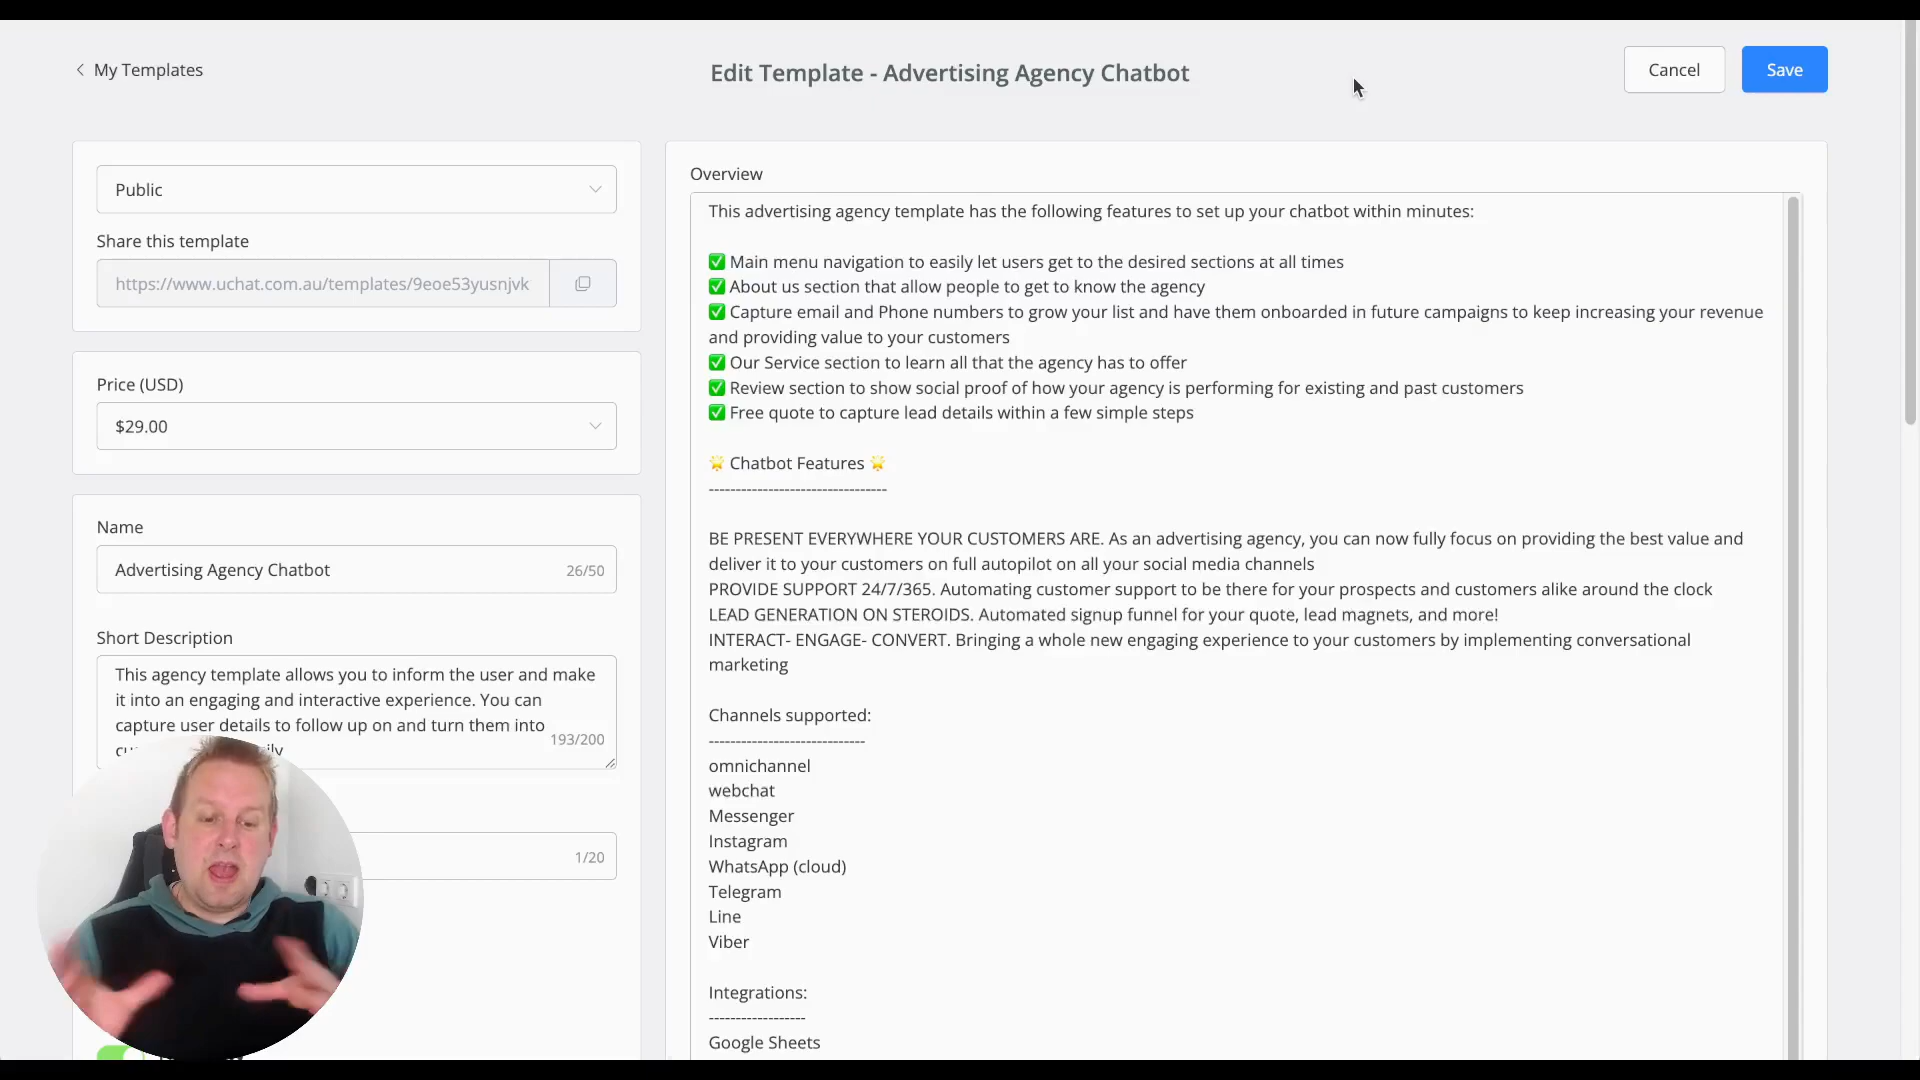 My Templates
Edit Template - Advertising Agency Chatbot
Cancel
Save
Public
Share this template
https://www.uchat.com.au/templates/9eoe53yusnjvk
Price (USD)
$29.00
Name
Advertising Agency Chatbot
26/50
Short Description
This agency template allows you to inform the user and make
it into an engaging and interactive experience. You can
capture user details to follow up on and turn them into
193/200
1/20
Overview
This advertising agency template has the following features to set up your chatbot within minutes:
✅ Main menu navigation to easily let users get to the desired sections at all times
✅ About us section that allow people to get to know the agency
✅ Capture email and Phone numbers to grow your list and have them onboarded in future campaigns to keep increasing your revenue
and providing value to your customers
✅ Our Service section to learn all that the agency has to offer
✅ Review section to show social proof of how your agency is performing for existing and past customers
✅ Free quote to capture lead details within a few simple steps
🌟 Chatbot Features 🌟
---------------------------------
BE PRESENT EVERYWHERE YOUR CUSTOMERS ARE. As an advertising agency, you can now fully focus on providing the best value and
deliver it to your customers on full autopilot on all your social media channels
PROVIDE SUPPORT 24/7/365. Automating customer support to be there for your prospects and customers alike around the clock
LEAD GENERATION ON STEROIDS. Automated signup funnel for your quote, lead magnets, and more!
INTERACT- ENGAGE- CONVERT. Bringing a whole new engaging experience to your customers by implementing conversational
marketing
Channels supported:
-----------------------------
omnichannel
webchat
Messenger
Instagram
WhatsApp (cloud)
Telegram
Line
Viber
Integrations:
------------------
Google Sheets